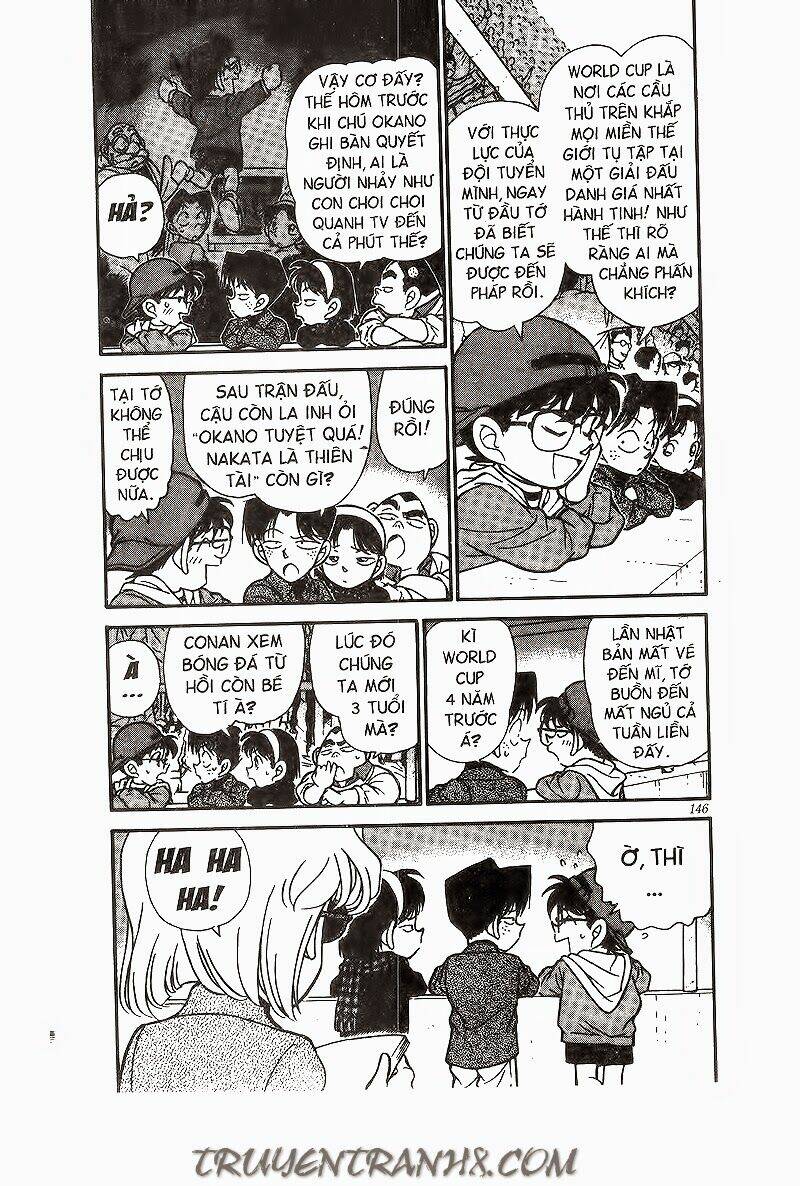 WORLD CUP LÀ
NƠI CÁC CẦU
THỦ TRÊN KHẮP
MỌI MIỀN THẾ
GIỚI TỤ TẬP TẠI
MỘT GIẢI ĐẤU
DANH GIÁ NHẤT
HÀNH TINH! NHƯ
THẾ THÌ RÕ
RÀNG AI MÀ
CHẲNG PHẤN
KHÍCH?
VỚI THỰC
LỰC CỦA
ĐỘI TUYỂN
MÌNH, NGAY
TỪ ĐẦU TỚ
ĐÃ BIẾT
CHÚNG TA SẼ
ĐƯỢC ĐẾN
PHÁP RỒI.
VẬY CƠ ĐẤY?
THẾ HÔM TRƯỚC
KHI CHÚ OKANO
GHI BÀN QUYẾT
ĐỊNH, AI LÀ
NGƯỜI NHẢY NHƯ
CON CHOI CHOI
QUANH TV ĐẾN
CẢ PHÚT THẾ?
HẢ?
ĐÚNG
RỒI!
SAU TRẬN ĐẤU,
CẬU CÒN LA INH ỎI
"OKANO TUYỆT QUÁ!
NAKATA LÀ THIÊN
TÀI" CÒN GÌ?
TẠI TỚ
KHÔNG
THỂ
CHỊU
ĐƯỢC
NỮA.
LẦN NHẬT
BẢN MẤT VÉ
ĐẾN MĨ, TỚ
BUỒN ĐẾN
MẤT NGỦ CẢ
TUẦN LIỀN
ĐẤY.
KÌ
WORLD
CUP
4 NĂM
TRƯỚC
Á?
LÚC ĐÓ
CHÚNG
TA MỚI
3 TUỔI
MÀ?
CONAN XEM
BÓNG ĐÁ TỪ
HỒI CÒN BÉ
TÍ À?
À
...
146
Ờ, THÌ
...
HA HA
HA!
TRUYENTRANH8.COM